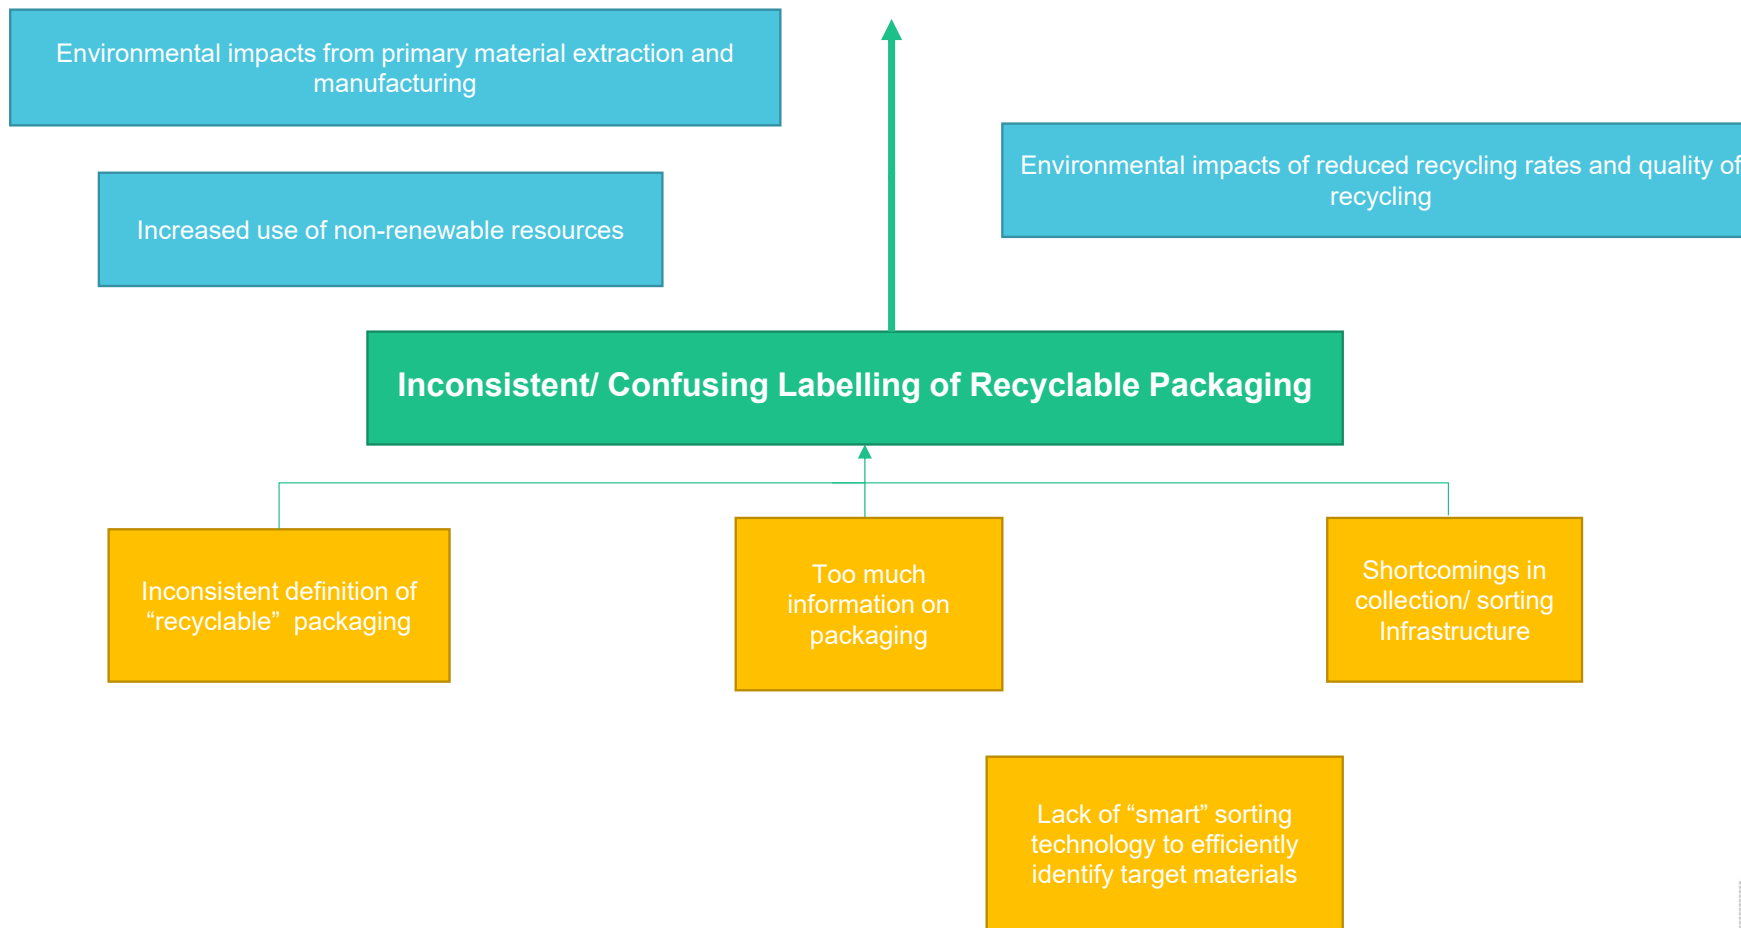 Environmental impacts from primary material extraction and
manufacturing
Environmental impacts of reduced recycling rates and quality of
recycling
Increased use of non-renewable resources
Inconsistent/ Confusing Labelling of Recyclable Packaging
Inconsistent definition of
“recyclable”  packaging
Too much
information on
packaging
Shortcomings in
collection/ sorting
Infrastructure
Lack of “smart” sorting
technology to efficiently
identify target materials